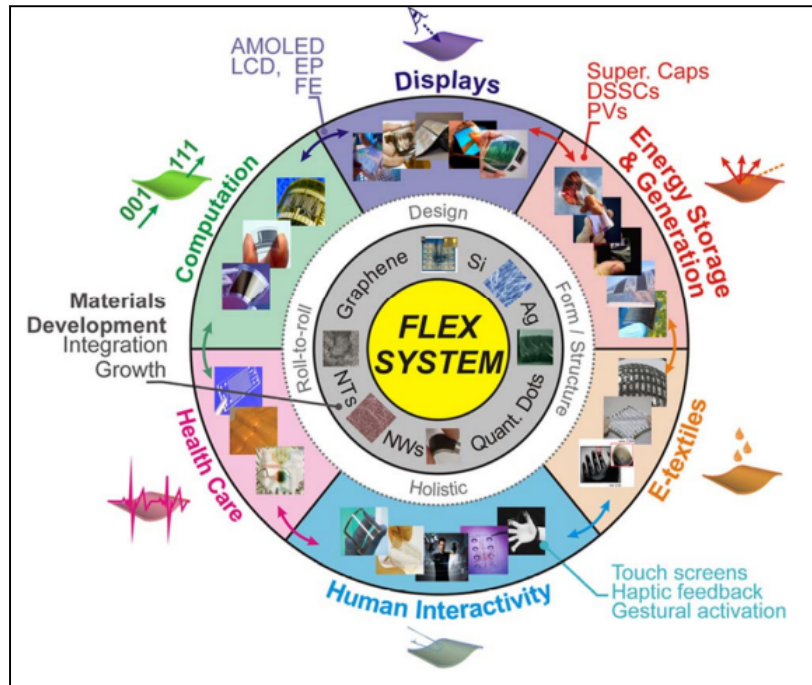 AMOLED
LCD, EP
FE
Displays
Super. Caps
DSSCs
PVs
Energy Storage
& Generation
001
111
Computation
Design
Form / Structure
Roll-to-roll
Holistic
Graphene
Si
Ag
Quant. Dots
NWs
NTs
FLEX
SYSTEM
Materials
Development
Integration
Growth
Health Care
E-textiles
Human Interactivity
Touch screens
Haptic feedback
Gestural activation